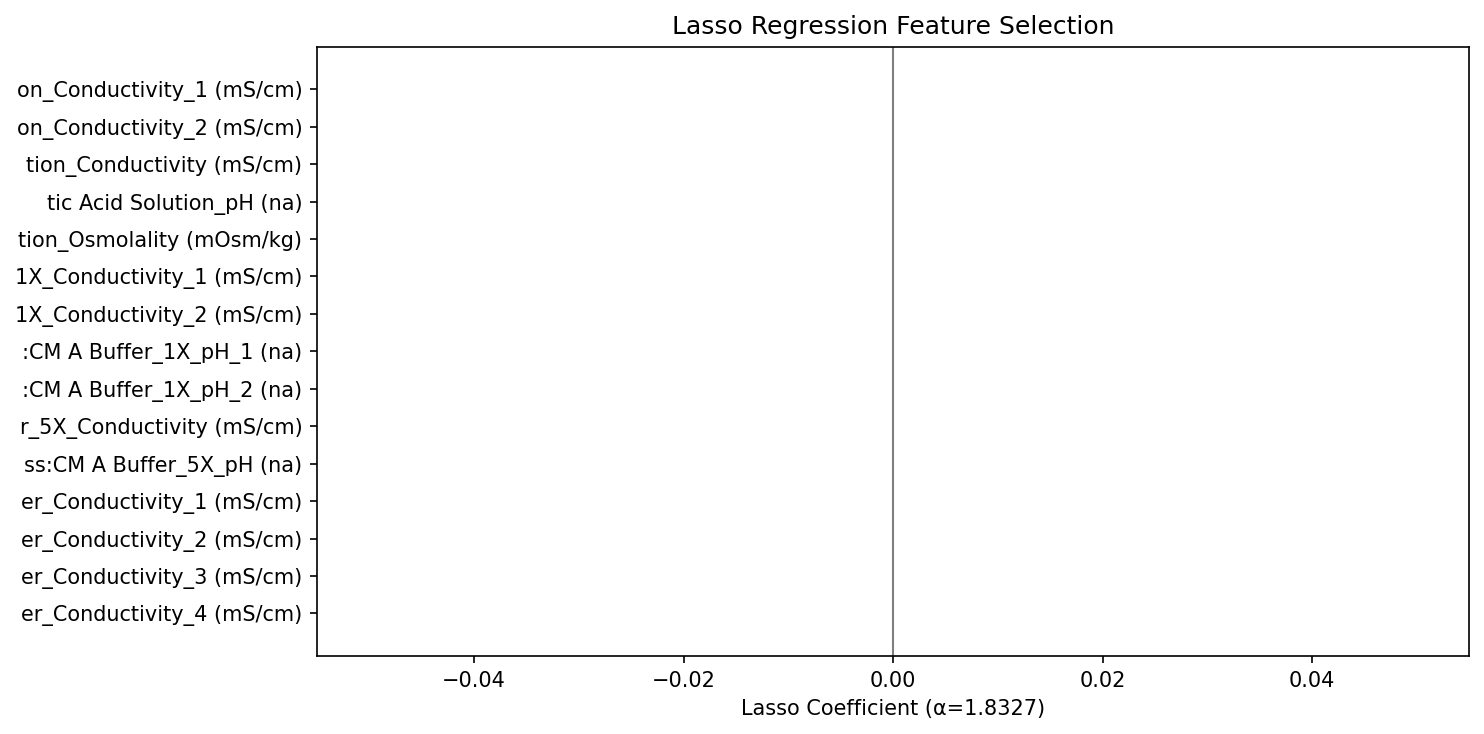 Lasso Regression Feature Selection
on_Conductivity_1 (mS/cm)
on_Conductivity_2 (mS/cm)
tion_Conductivity (mS/cm)
tic Acid Solution_pH (na)
tion_Osmolality (mOsm/kg)
1X_Conductivity_1 (mS/cm)
1X_Conductivity_2 (mS/cm)
:CM A Buffer_1X_pH_1 (na)
:CM A Buffer_1X_pH_2 (na)
r_5X_Conductivity (mS/cm)
ss:CM A Buffer_5X_pH (na)
er_Conductivity_1 (mS/cm)
er_Conductivity_2 (mS/cm)
er_Conductivity_3 (mS/cm)
er_Conductivity_4 (mS/cm)
−0.04 −0.02 0.00 0.02 0.04
Lasso Coefficient (α=1.8327)